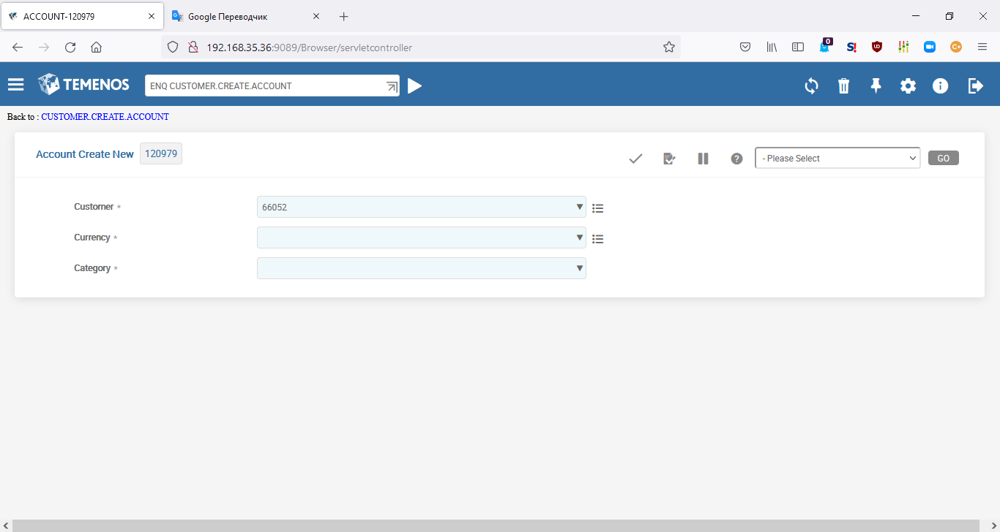 ACCOUNT-120979
Google Переводчик
192.168.35.36:9089/Browser/servletcontroller
0
S!
UD
C+
TEMENOS
ENQ CUSTOMER.CREATE.ACCOUNT
Back to : CUSTOMER.CREATE.ACCOUNT
Account Create New 120979
- Please Select
GO
Customer *
66052
Currency *
Category *